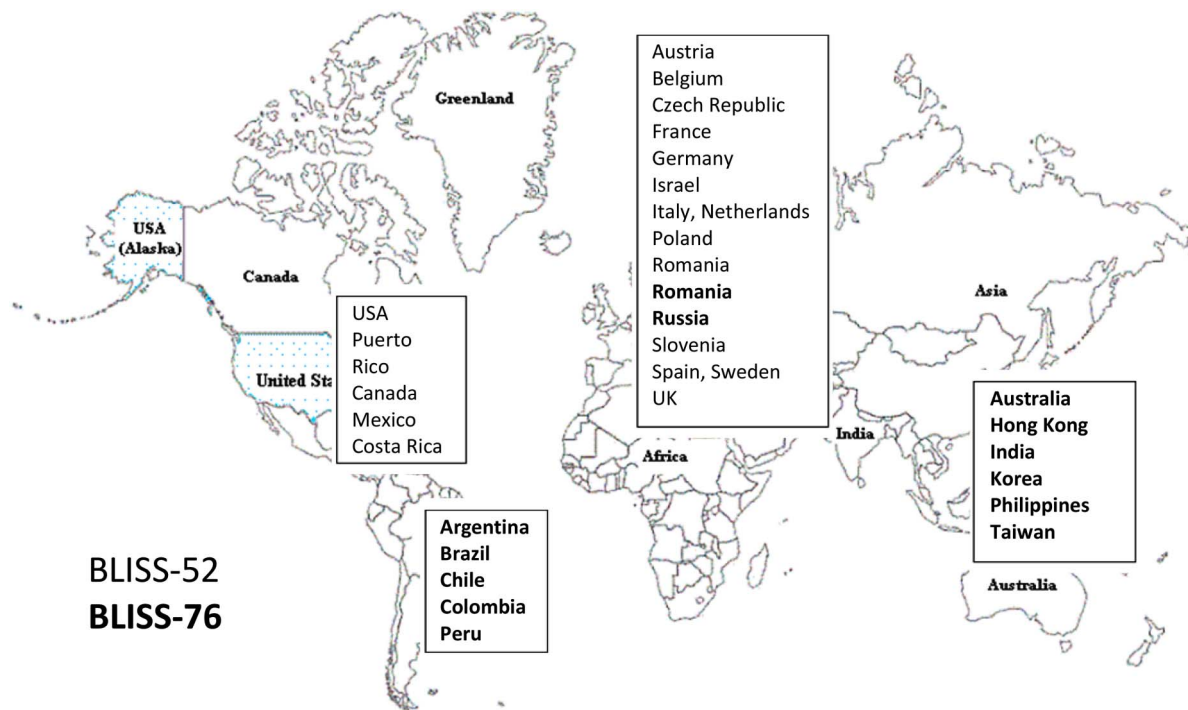 Greenland
USA
(Alaska)
Canada
United Sta
Africa
India
Asia
Australia
USA
Puerto
Rico
Canada
Mexico
Costa Rica
Austria
Belgium
Czech Republic
France
Germany
Israel
Italy, Netherlands
Poland
Romania
Romania
Russia
Slovenia
Spain, Sweden
UK
Argentina
Brazil
Chile
Colombia
Peru
Australia
Hong Kong
India
Korea
Philippines
Taiwan
BLISS-52
BLISS-76